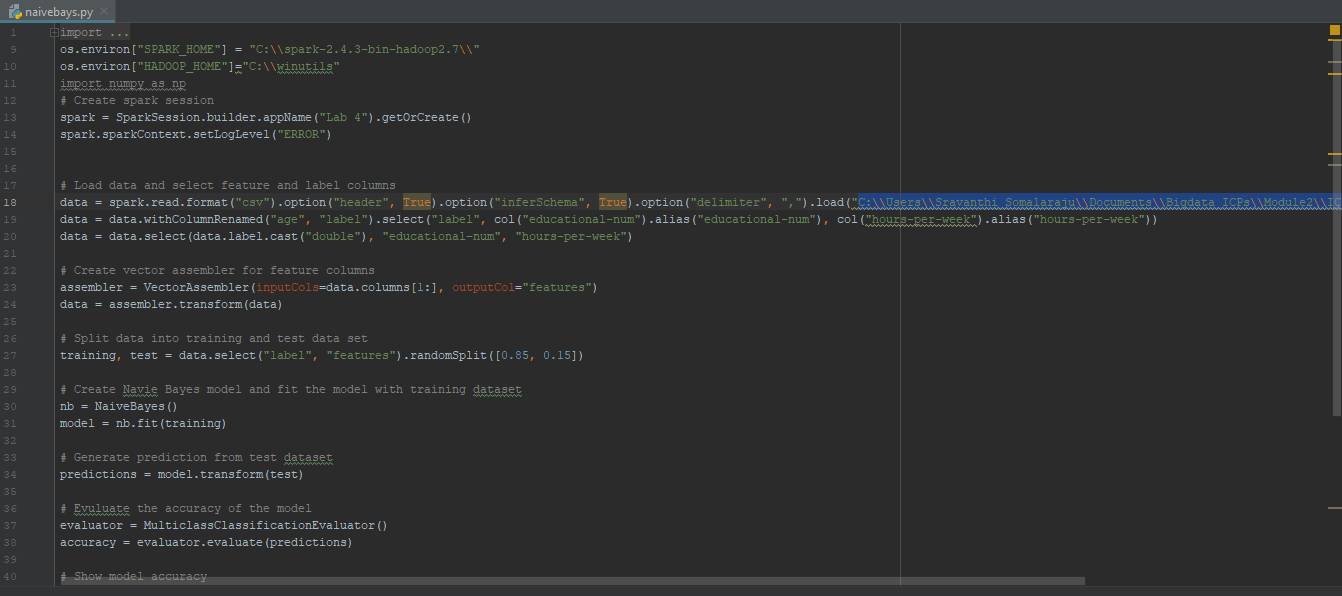 naivebays.py
1 import ...
9 os.environ["SPARK_HOME"] = "C:\\spark-2.4.3-bin-hadoop2.7\\"
10 os.environ["HADOOP_HOME"]="C:\\winutils"
11 import numpy as np
12 # Create spark session
13 spark = SparkSession.builder.appName("Lab 4").getOrCreate()
14 spark.sparkContext.setLogLevel("ERROR")
15
16
17 # Load data and select feature and label columns
18 data = spark.read.format("csv").option("header", True).option("inferSchema", True).option("delimiter", ",").load("C:\\Users\\Sravanthi Somalaraju\\Documents\\Bigdata ICPs\\Module2\\IC
19 data = data.withColumnRenamed("age", "label").select("label", col("educational-num").alias("educational-num"), col("hours-per-week").alias("hours-per-week"))
20 data = data.select(data.label.cast("double"), "educational-num", "hours-per-week")
21
22 # Create vector assembler for feature columns
23 assembler = VectorAssembler(inputCols=data.columns[1:], outputCol="features")
24 data = assembler.transform(data)
25
26 # Split data into training and test data set
27 training, test = data.select("label", "features").randomSplit([0.85, 0.15])
28
29 # Create Navie Bayes model and fit the model with training dataset
30 nb = NaiveBayes()
31 model = nb.fit(training)
32
33 # Generate prediction from test dataset
34 predictions = model.transform(test)
35
36 # Evuluate the accuracy of the model
37 evaluator = MulticlassClassificationEvaluator()
38 accuracy = evaluator.evaluate(predictions)
39
40 # Show model accuracy